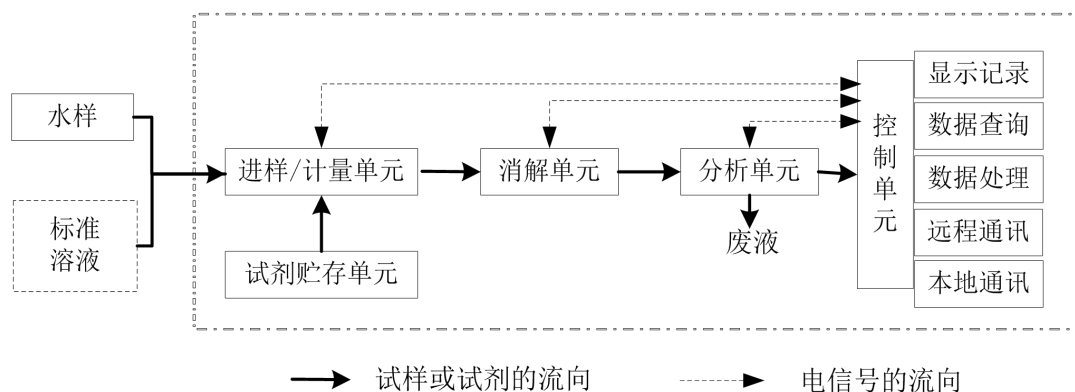 水样
标准
溶液
进样/计量单元
试剂贮存单元
消解单元
分析单元
废液
控制单元
显示记录
数据查询
数据处理
远程通讯
本地通讯
试样或试剂的流向
电信号的流向